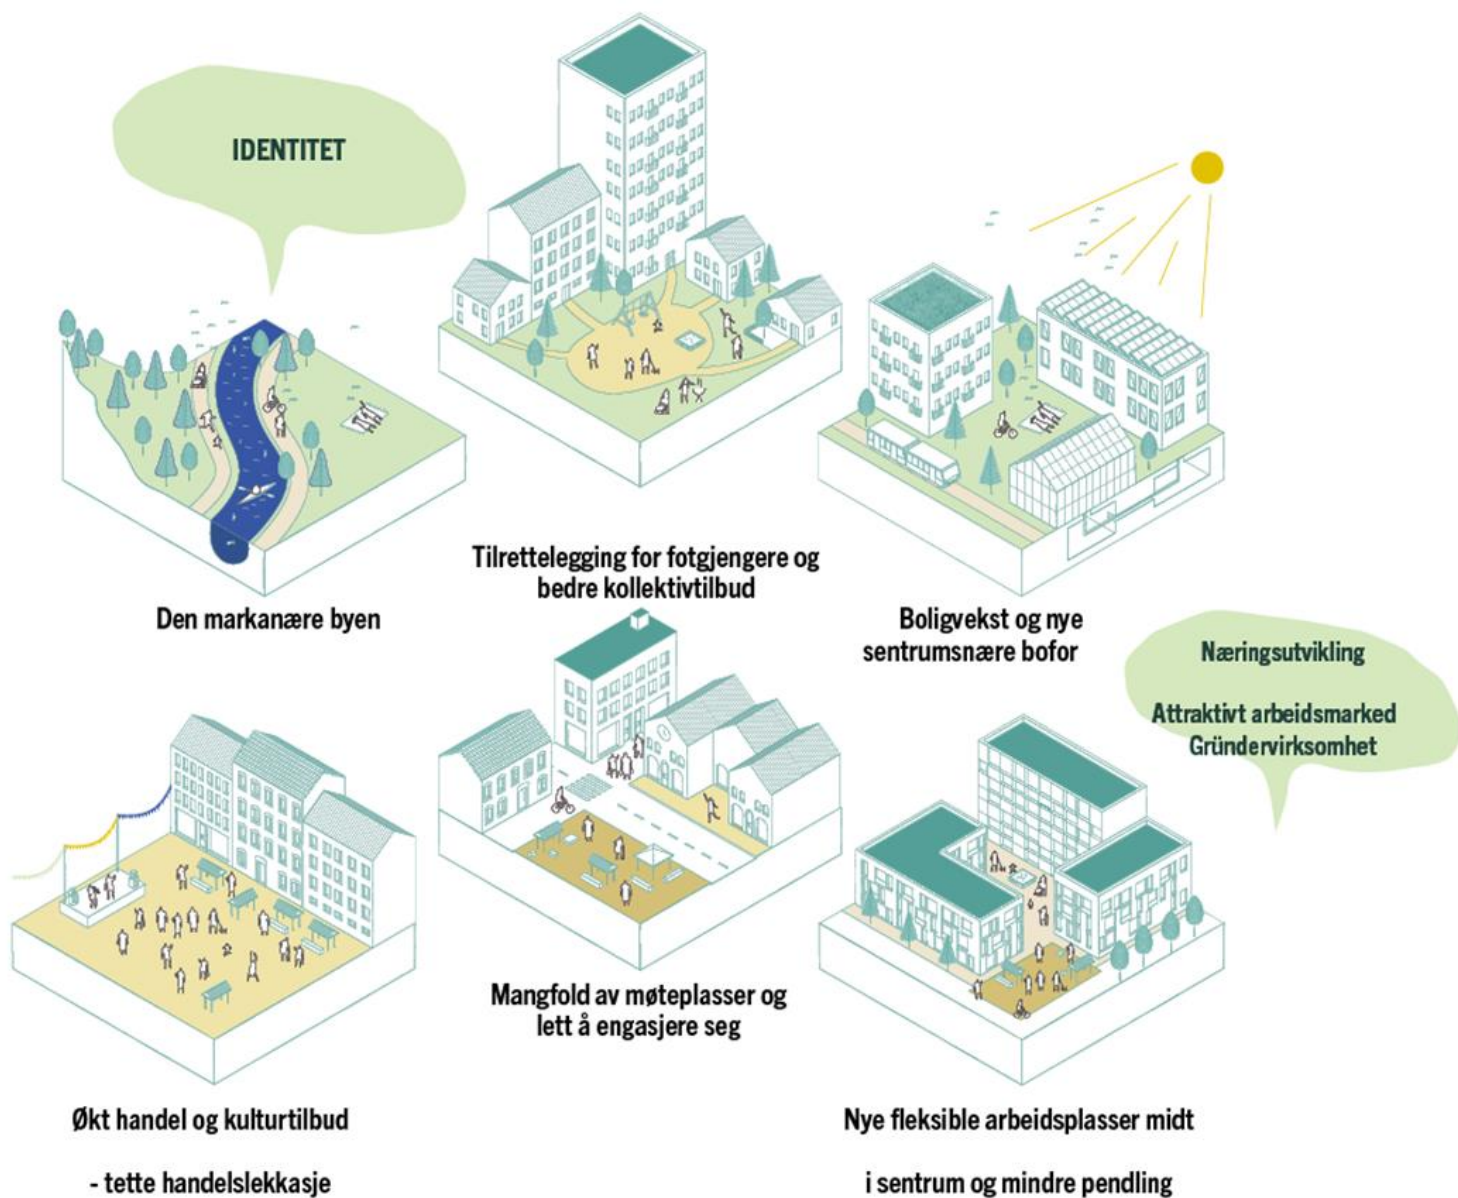 IDENTITET
Den markanære byen
Tilrettelegging for fotgjengere og
bedre kollektivtilbud
Boligvekst og nye
sentrumsnære bofor
Næringsutvikling
Attraktivt arbeidsmarked
Gründervirksomhet
Økt handel og kulturtilbud
- tette handelslekkasje
Mangfold av møteplasser og
lett å engasjere seg
Nye fleksible arbeidsplasser midt
i sentrum og mindre pendling